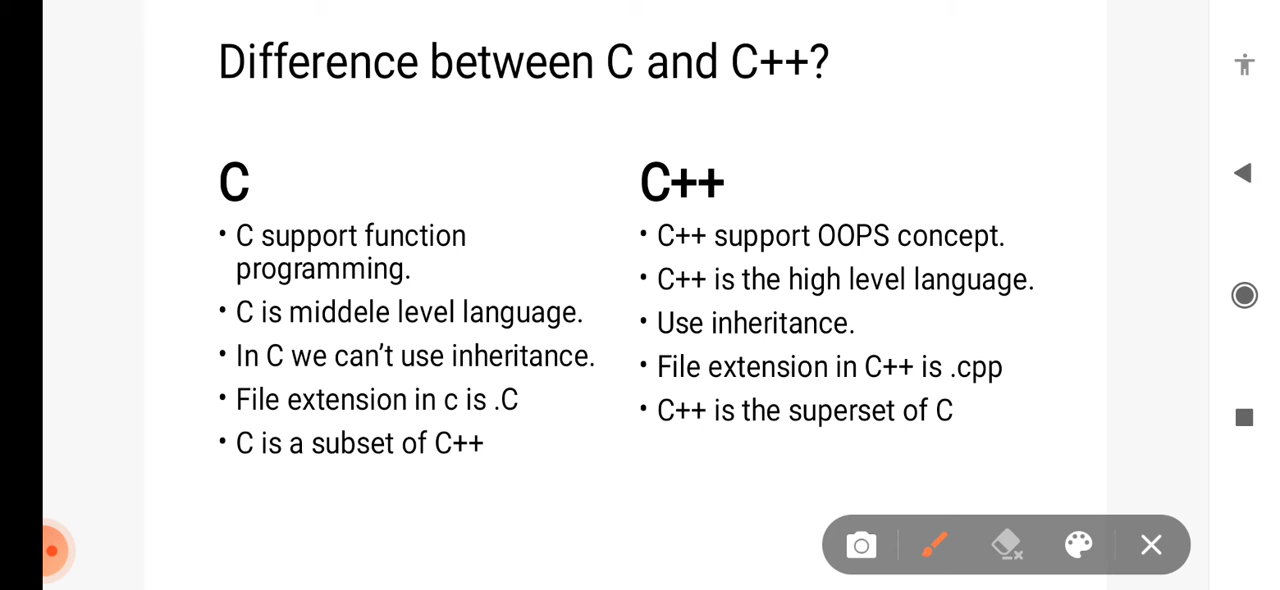 Difference between C and C++?
C
• C support function
programming.
• C is middele level language.
• In C we can’t use inheritance.
• File extension in c is .C
• C is a subset of C++
C++
• C++ support OOPS concept.
• C++ is the high level language.
• Use inheritance.
• File extension in C++ is .cpp
• C++ is the superset of C